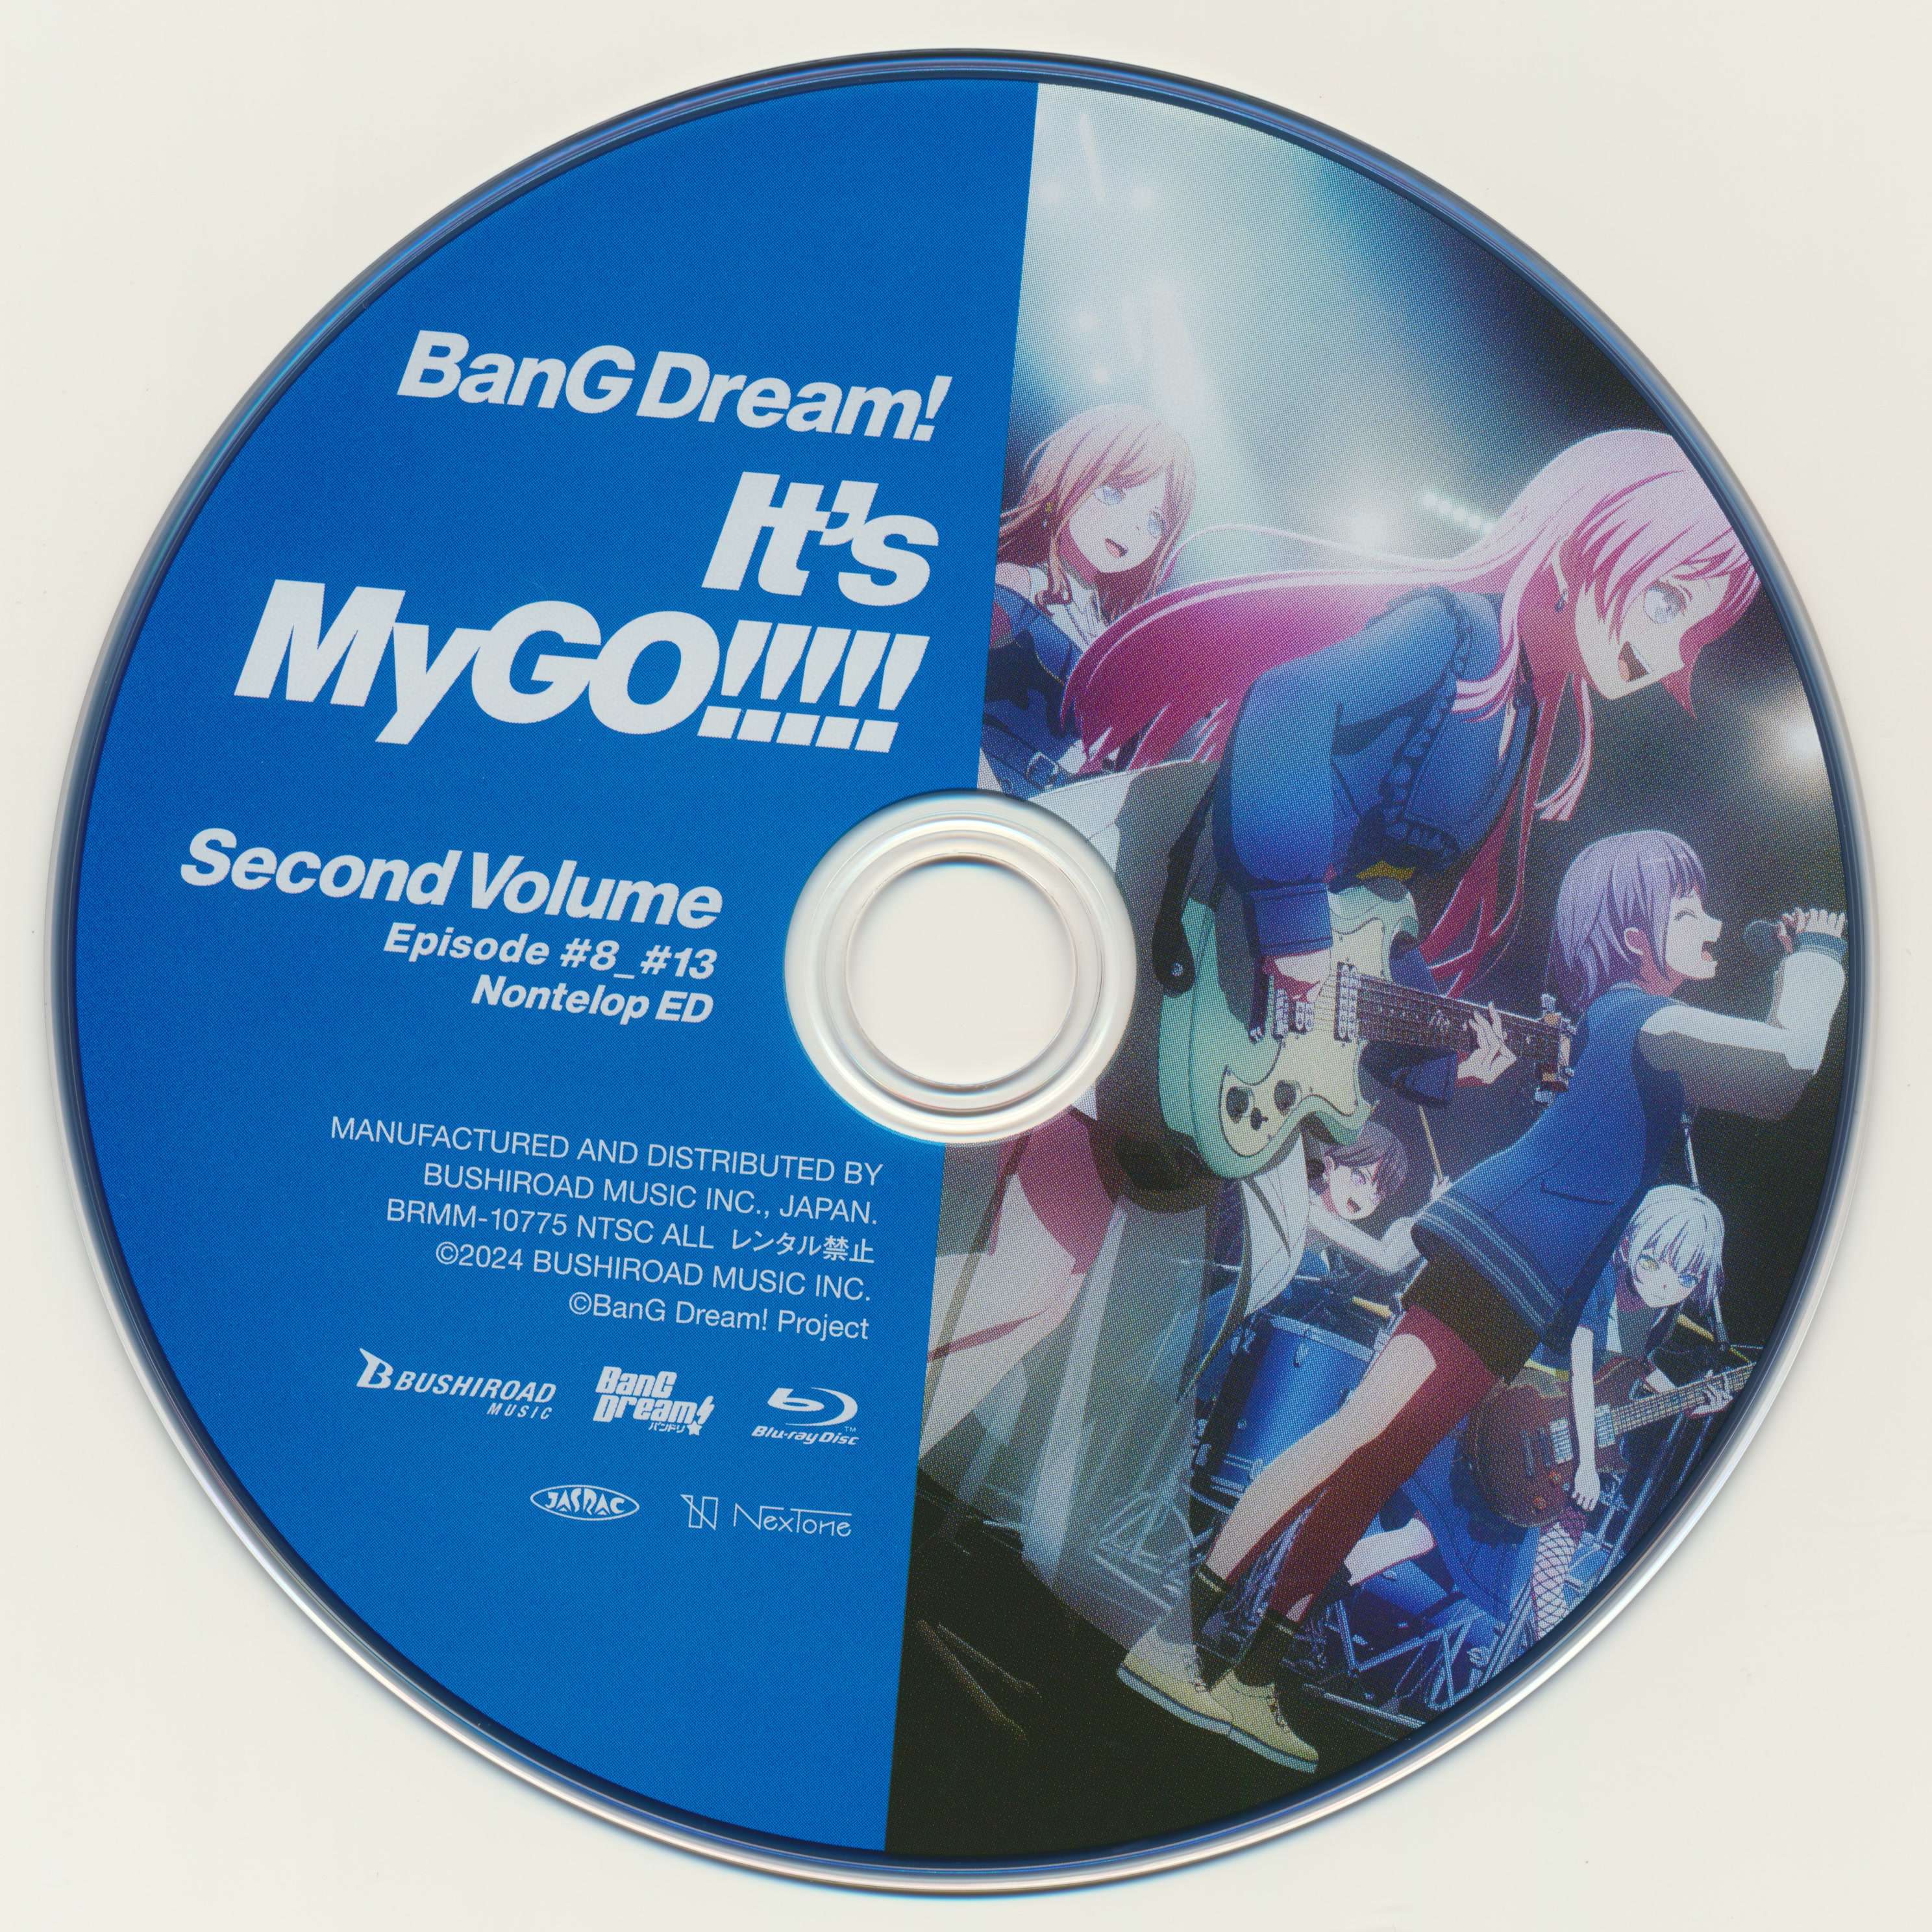 BanG Dream!
It's
MyGO!!!!!
Second Volume
Episode #8_#13
Nontelop ED
MANUFACTURED AND DISTRIBUTED BY
BUSHIROAD MUSIC INC., JAPAN.
BRMM-10775 NTSC ALL レンタル禁止
©2024 BUSHIROAD MUSIC INC.
©BanG Dream! Project
B BUSHIROAD
MUSIC
BanG
Dream!
バンドリ
Blu-ray Disc™
JASRAC
N NexTone